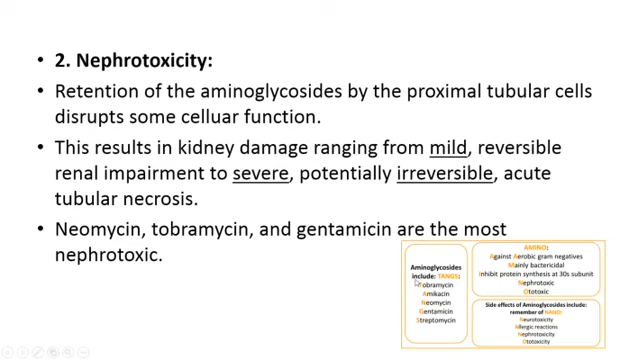 • 2. Nephrotoxicity:
• Retention of the aminoglycosides by the proximal tubular cells
disrupts some celluar function.
• This results in kidney damage ranging from mild, reversible
renal impairment to severe, potentially irreversible, acute
tubular necrosis.
• Neomycin, tobramycin, and gentamicin are the most
nephrotoxic.
Aminoglycosides
include: TANGS:
Tobramycin
Amikacin
Neomycin
Gentamicin
Streptomycin
AMINO:
Against Aerobic gram negatives
Mainly bactericidal
Inhibit protein synthesis at 30s subunit
Nephrotoxic
Ototoxic
Side effects of Aminoglycosides include:
remember of NANO:
Neurotoxicity
Allergic reactions
Nephrotoxicity
Ototoxicity